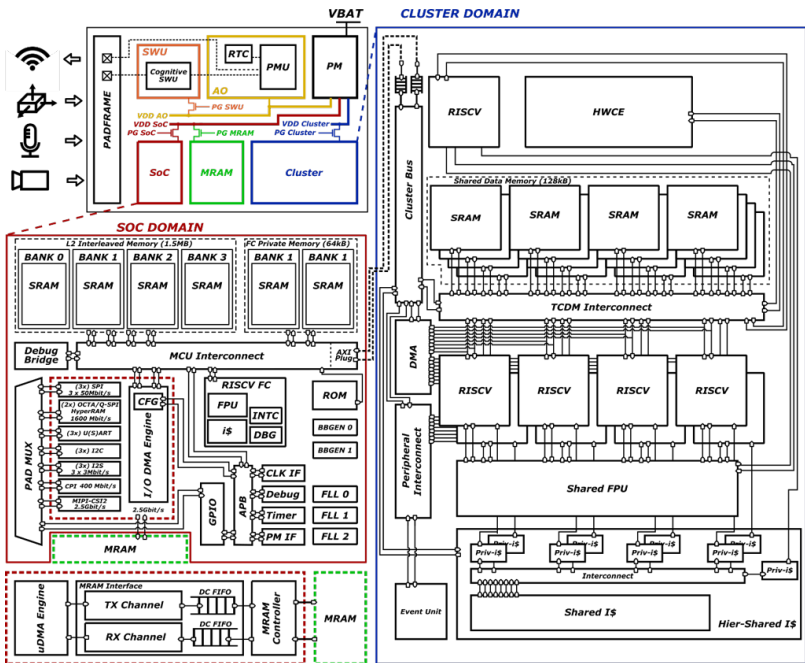 VBAT
CLUSTER DOMAIN
PADFRAME
SWU
Cognitive
SWU
RTC
PMU
AO
PM
PG SWU
VDD AO
VDD SoC
VDD Cluster
PG SoC
PG MRAM
PG Cluster
SoC
MRAM
Cluster
SOC DOMAIN
L2 Interleaved Memory (1.5MB)
FC Private Memory (64kB)
BANK 0
BANK 1
BANK 2
BANK 3
BANK 1
BANK 1
SRAM
SRAM
SRAM
SRAM
SRAM
SRAM
Debug
Bridge
MCU Interconnect
AXI
Plug
PAD MUX
(3x) SPI
3 x 50Mbit/s
(2x) OCTA/Q-SPI
HyperRAM
1600 Mbit/s
(3x) U(S)ART
(3x) I2C
(3x) I2S
3 x 3Mbit/s
CPI 400 Mbit/s
MIPI-CSI2
2.5Gbit/s
CFG
I/O DMA Engine
2.5Gbit/s
MRAM
RISCV FC
FPU
i$
INTC
DBG
ROM
BBGEN 0
BBGEN 1
GPIO
APB
CLK IF
Debug
Timer
PM IF
FLL 0
FLL 1
FLL 2
uDMA Engine
MRAM Interface
TX Channel
RX Channel
DC FIFO
DC FIFO
MRAM
Controller
MRAM
Cluster Bus
RISCV
HWCE
Shared Data Memory (128kB)
SRAM
SRAM
SRAM
SRAM
TCDM Interconnect
DMA
RISCV
RISCV
RISCV
RISCV
Peripheral
Interconnect
Shared FPU
Priv-i$
Priv-i$
Priv-i$
Priv-i$
Priv-i$
Priv-i$
Priv-i$
Priv-i$
Interconnect
Priv-i$
Event Unit
Shared I$
Hier-Shared I$